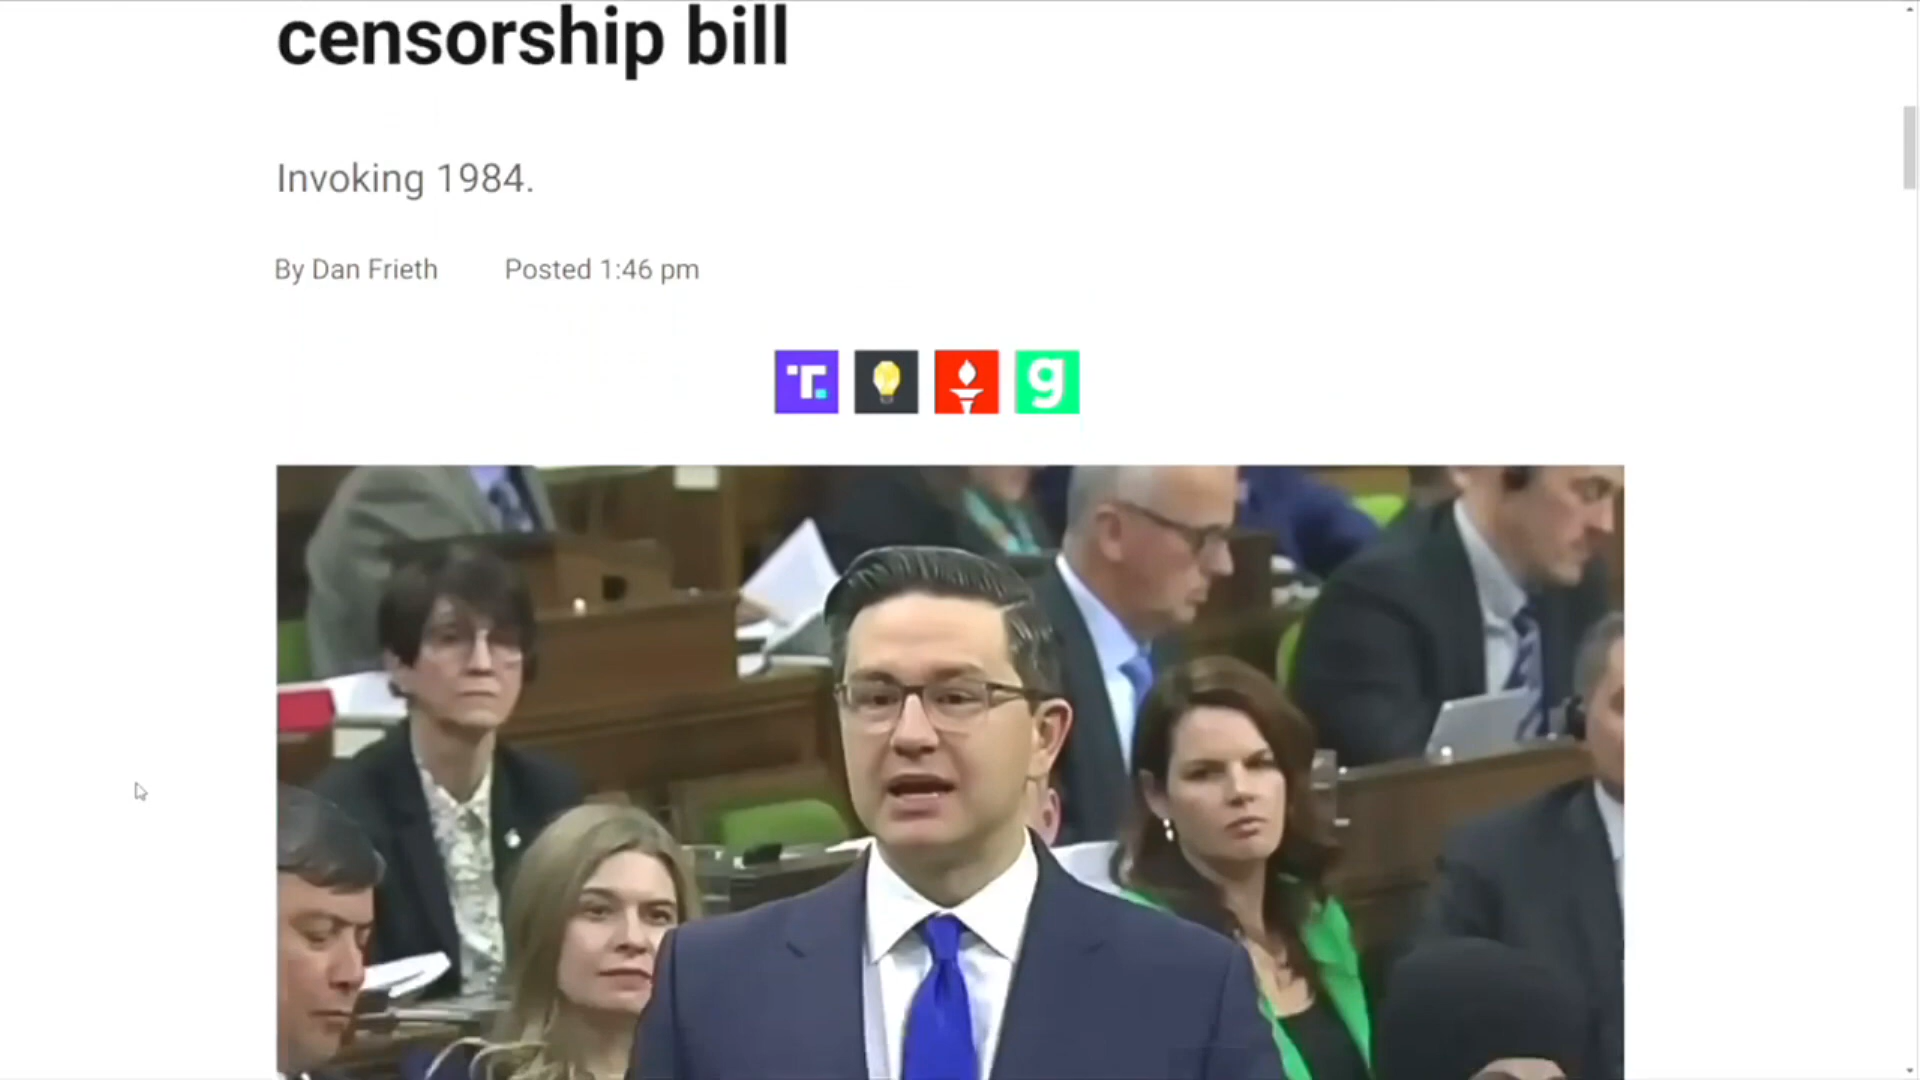 censorship bill
Invoking 1984.
By Dan Frieth Posted 1:46 pm
T.
g